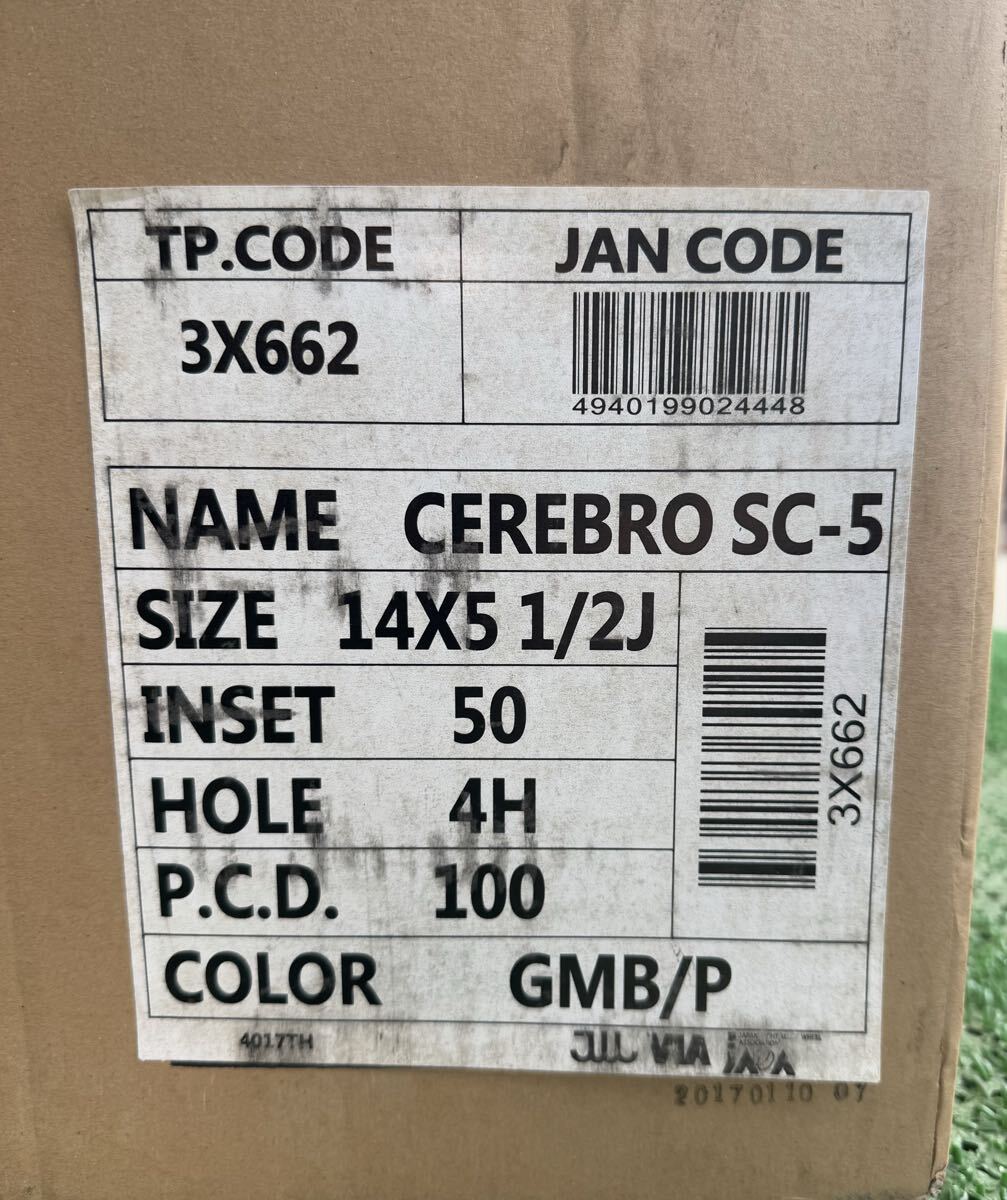 TP.CODE JAN CODE
3X662
4940199024448
NAME CEREBRO SC-5
SIZE 14X5 1/2J
INSET 50
3X662
HOLE 4H
P.C.D. 100
COLOR GMB/P
4017TH JWL VIA
20170110 07